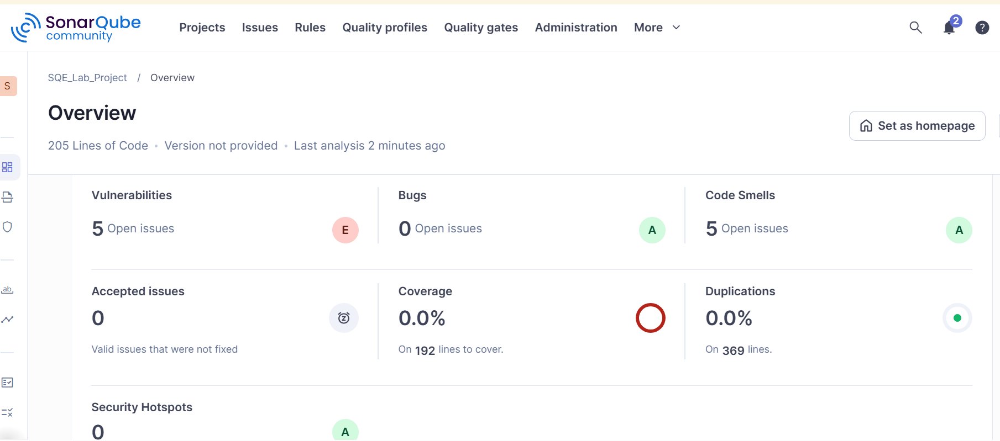 SonarQube
community
Projects Issues Rules Quality profiles Quality gates Administration More
2
?
S
SQE_Lab_Project / Overview
Overview
Set as homepage
205 Lines of Code • Version not provided • Last analysis 2 minutes ago
Vulnerabilities
5 Open issues
E
Bugs
0 Open issues
A
Code Smells
5 Open issues
A
Accepted issues
0
z
Valid issues that were not fixed
Coverage
0.0%
On 192 lines to cover.
Duplications
0.0%
On 369 lines.
ab
Security Hotspots
0
A